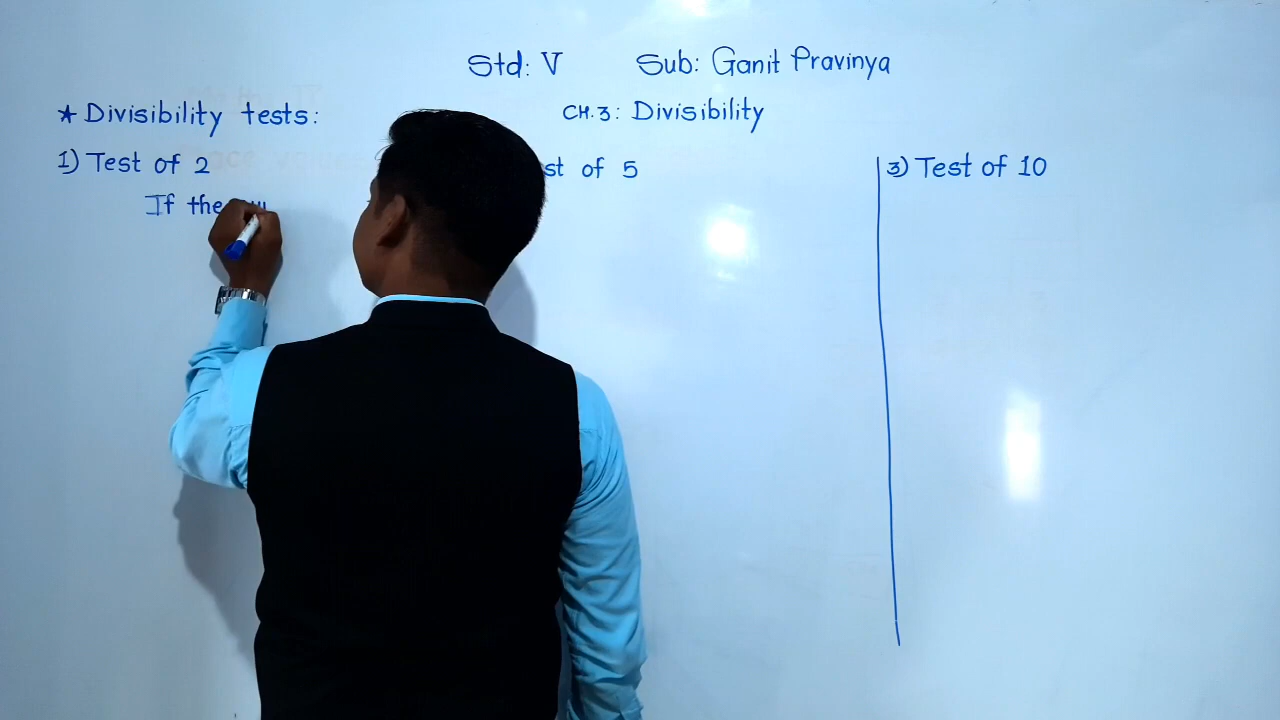 Std: V Sub: Ganit Pravinya
★ Divisibility tests:
CH.3: Divisibility
1) Test of 2
st of 5
3) Test of 10
If the